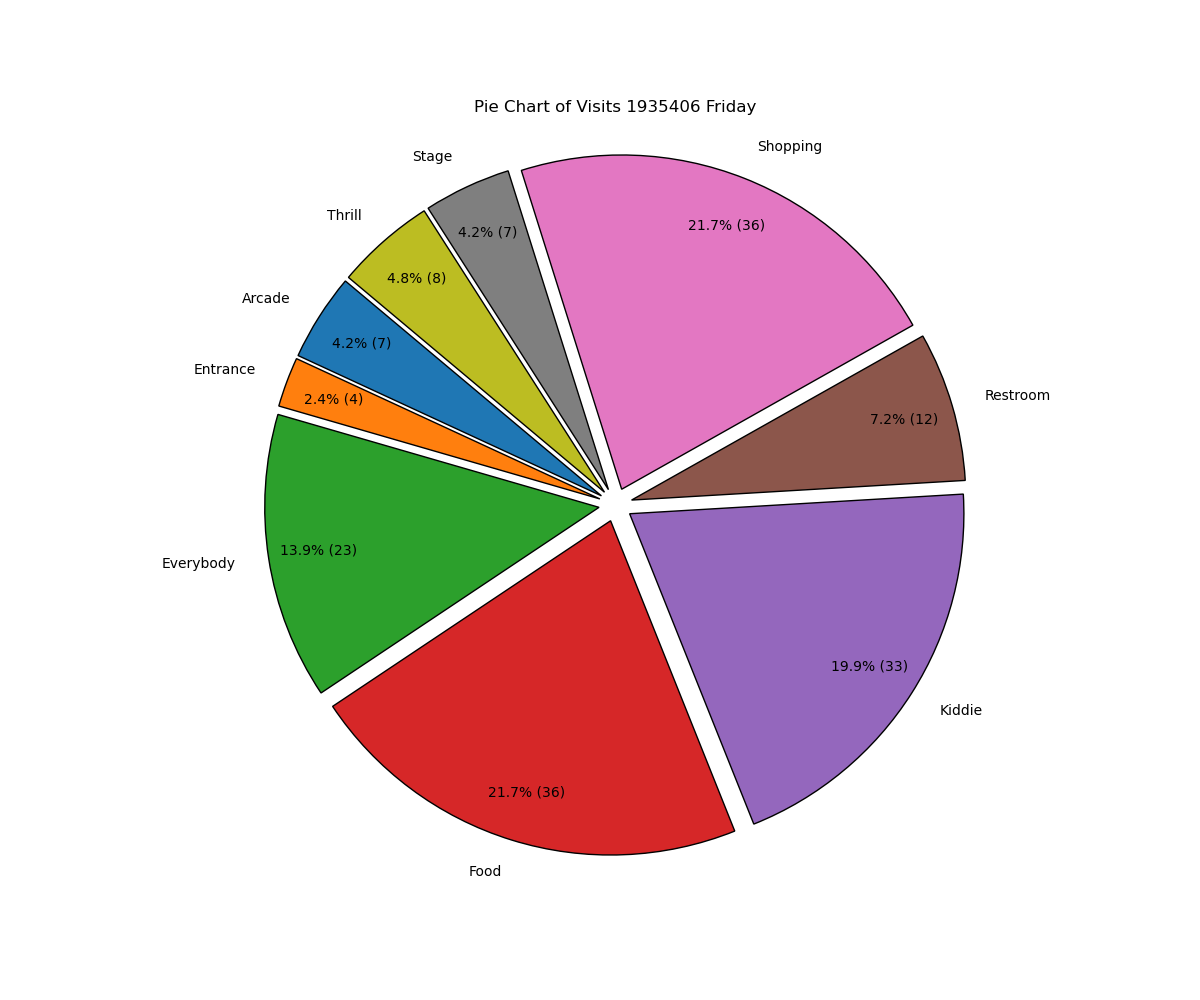 Pie Chart of Visits 1935406 Friday
Shopping
Stage
21.7% (36)
4.2% (7)
Thrill
4.8% (8)
Arcade
4.2% (7)
Entrance
2.4% (4)
Restroom
7.2% (12)
Everybody
13.9% (23)
19.9% (33)
Kiddie
21.7% (36)
Food